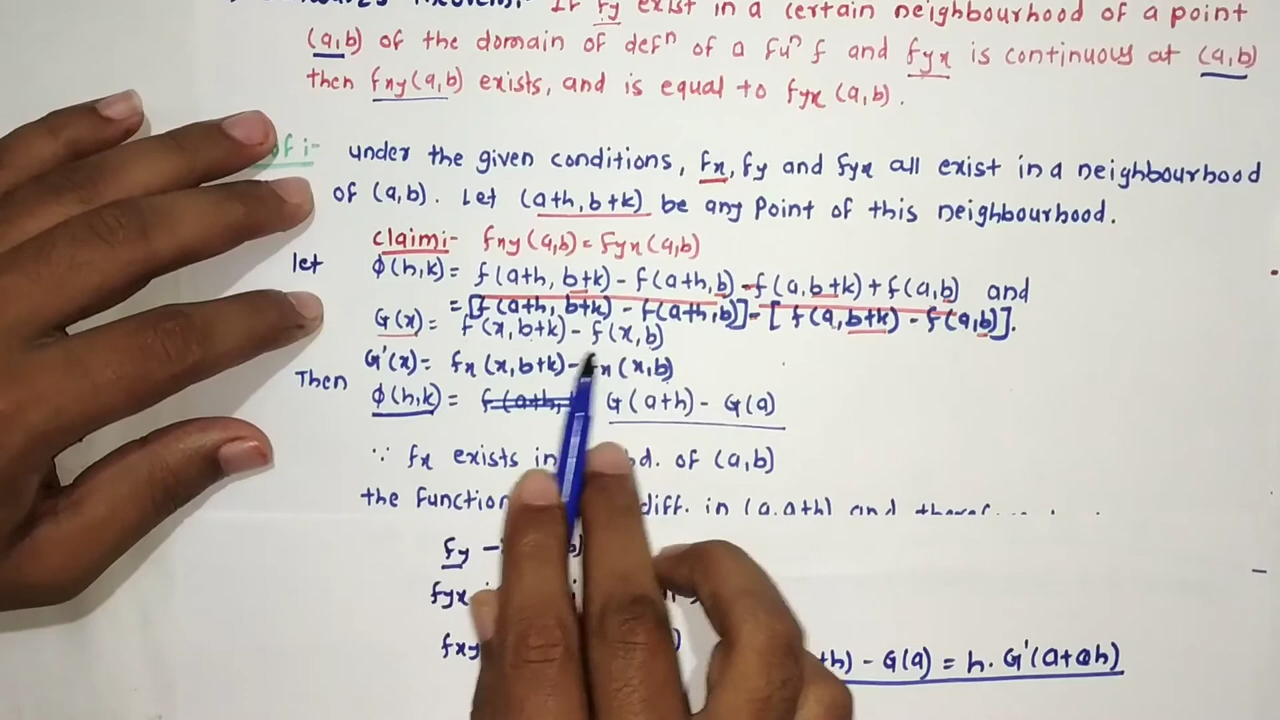 Theorem:- If fy exist in a certain neighbourhood of a point
(a,b) of the domain of defⁿ of a fuⁿ f and fyx is continuous at (a,b)
then fxy(a,b) exists, and is equal to fyx (a,b).
of :- under the given conditions, fx, fy and fyx all exist in a neighbourhood
of (a,b). Let (a+h, b+k) be any Point of this neighbourhood.
claim:- fxy(a,b) = fyx(a,b)
let ϕ(h,k) = f(a+h, b+k) - f(a+h, b) - f(a, b+k) + f(a,b) and
= [f(a+h, b+k) - f(a+h, b)] - [f(a, b+k) - f(a,b)].
G(x) = f(x, b+k) - f(x, b)
G'(x) = fx (x, b+k) - fx (x,b)
Then ϕ(h,k) = G(a+h) - G(a)
∵ fx exists in bd. of (a,b)
the function diff. in (a, a+h) and
fy
fyx
fxy
+h) - G(a) = h. G'(a+θh)